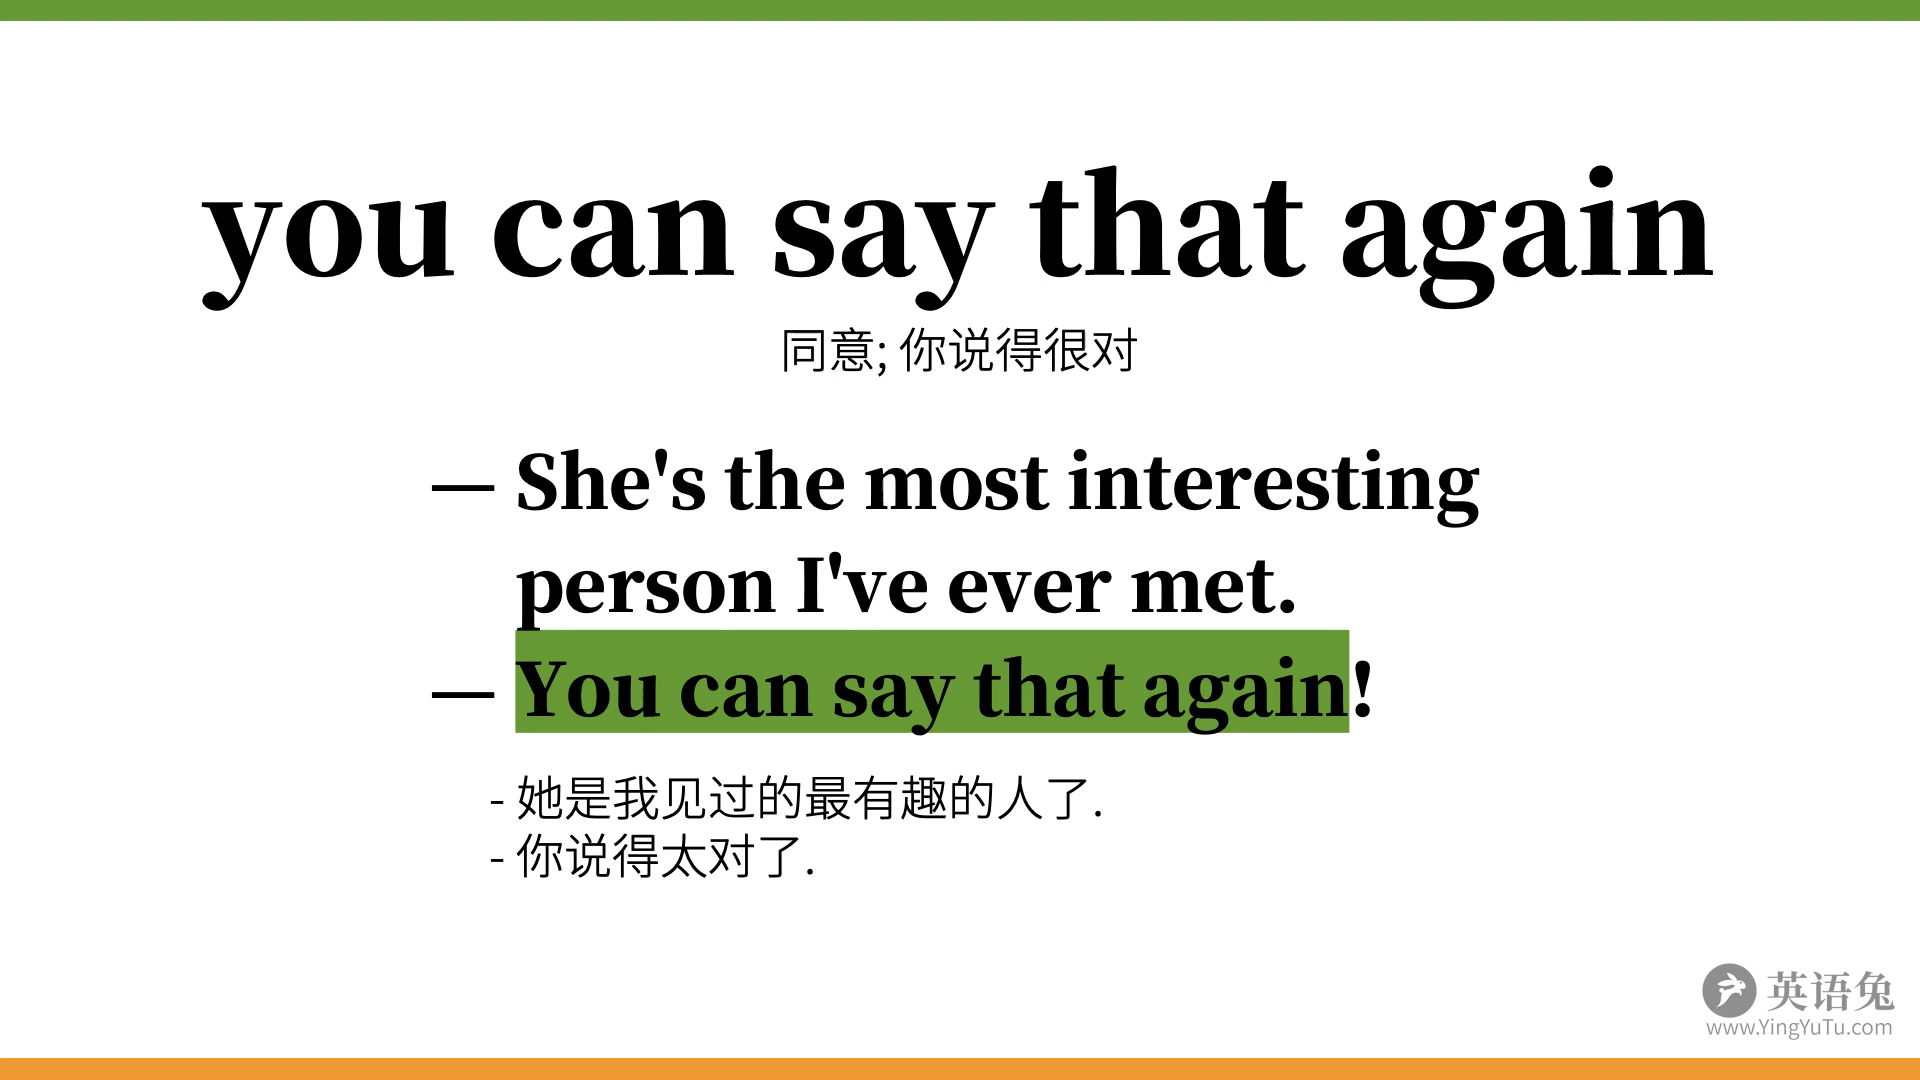 you can say that again
同意; 你说得很对
— She's the most interesting
person I've ever met.
— You can say that again!
- 她是我见过的最有趣的人了.
- 你说得太对了.
英语兔
www.YingYuTu.com